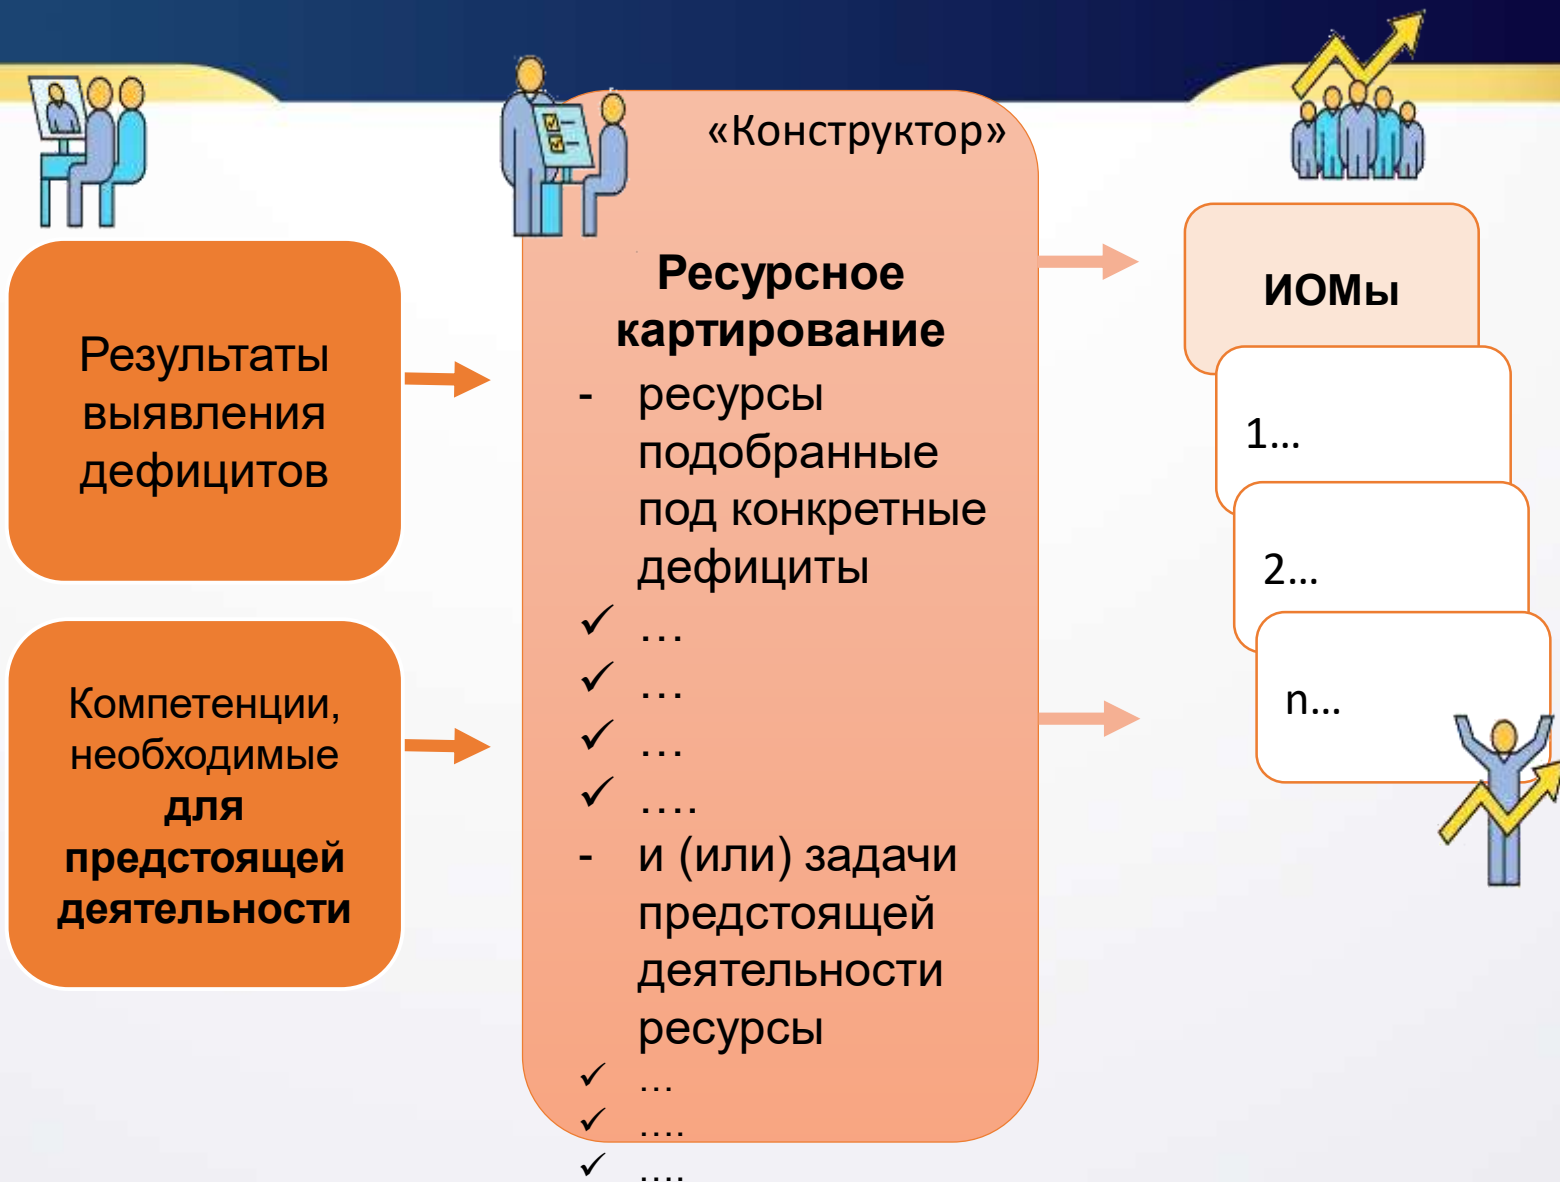 Результаты
выявления
дефицитов
Компетенции,
необходимые
для
предстоящей
деятельности
«Конструктор»
Ресурсное
картирование
- ресурсы
подобранные
под конкретные
дефициты
✓ …
✓ …
✓ …
✓ ….
- и (или) задачи
предстоящей
деятельности
ресурсы
✓ …
✓ ….
✓ ….
ИОМы
1…
2…
n…